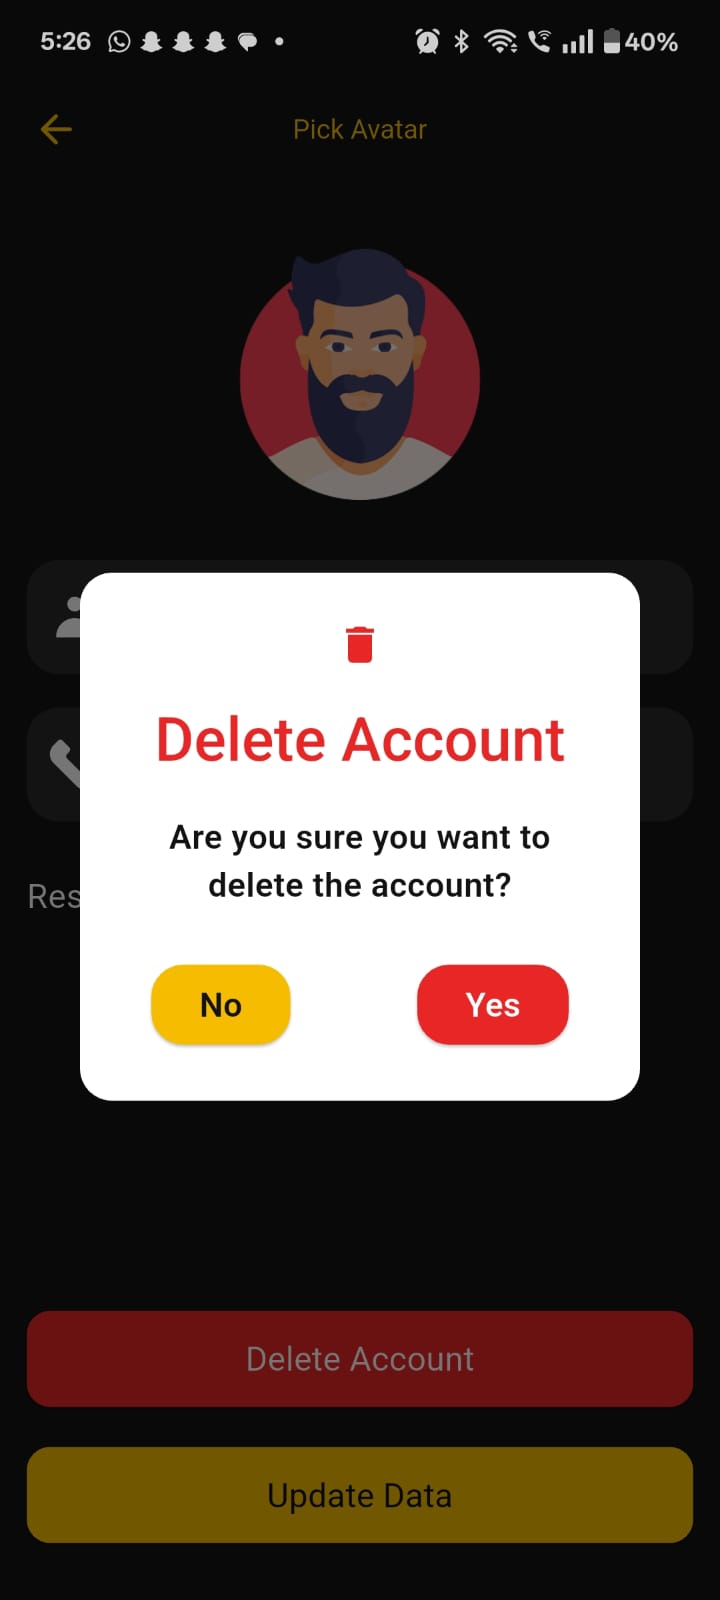 5:26
40%
Pick Avatar
Delete Account
Are you sure you want to
delete the account?
Res
No
Yes
Delete Account
Update Data